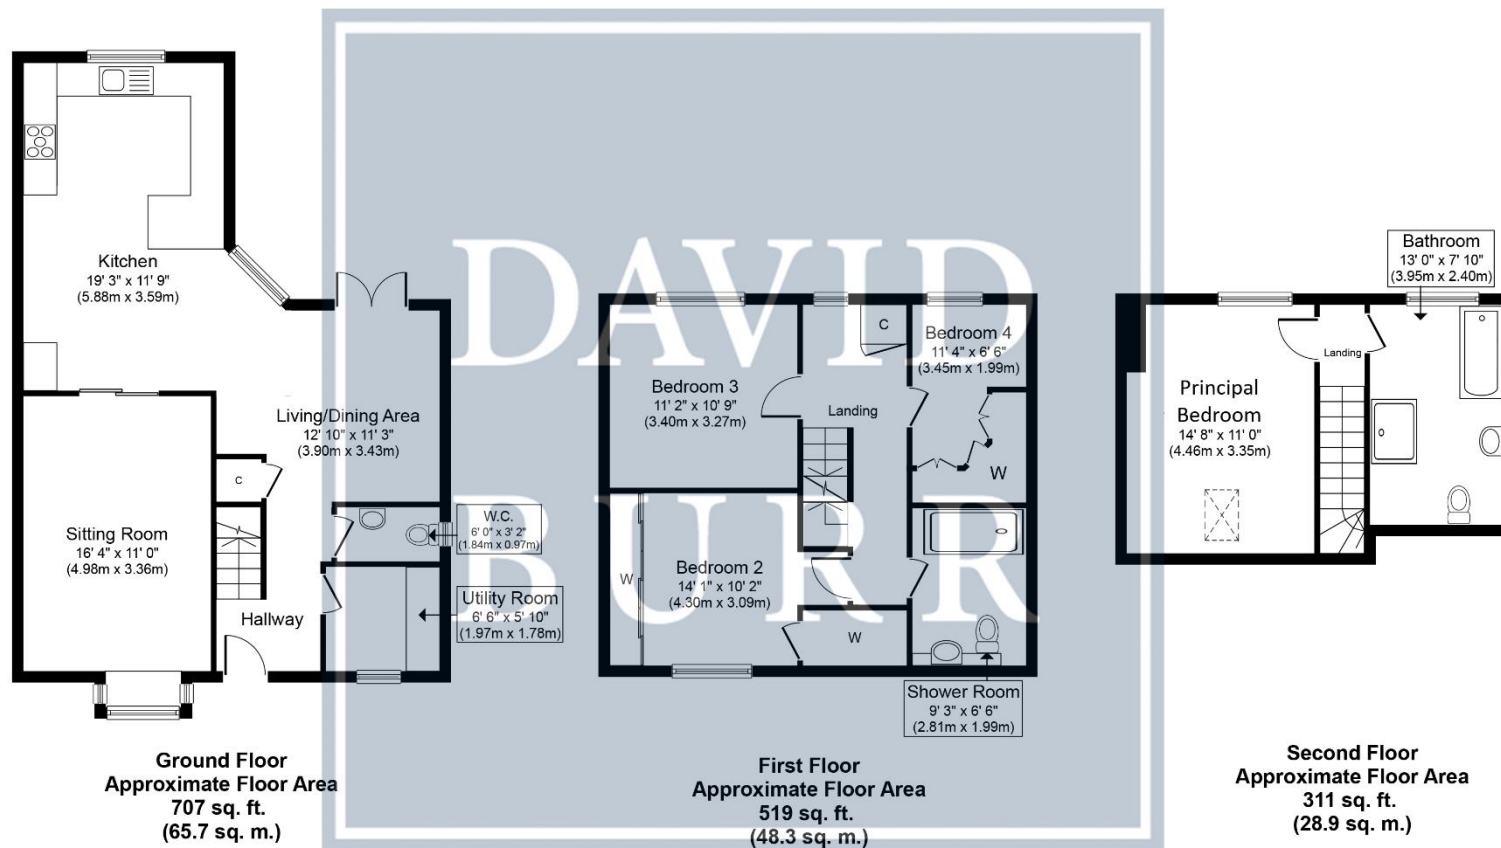 DAVID
BURR
Kitchen
19' 3" x 11' 9"
(5.88m x 3.59m)
Living/Dining Area
12' 10" x 11' 3"
(3.90m x 3.43m)
C
Sitting Room
16' 4" x 11' 0"
(4.98m x 3.36m)
W.C.
6' 0" x 3' 2"
(1.84m x 0.97m)
Utility Room
6' 6" x 5' 10"
(1.97m x 1.78m)
Hallway
Ground Floor
Approximate Floor Area
707 sq. ft.
(65.7 sq. m.)
C
Bedroom 4
11' 4" x 6' 6"
(3.45m x 1.99m)
Bedroom 3
11' 2" x 10' 9"
(3.40m x 3.27m)
Landing
W
Bedroom 2
14' 1" x 10' 2"
(4.30m x 3.09m)
W
W
Shower Room
9' 3" x 6' 6"
(2.81m x 1.99m)
First Floor
Approximate Floor Area
519 sq. ft.
(48.3 sq. m.)
Bathroom
13' 0" x 7' 10"
(3.95m x 2.40m)
Landing
Principal
Bedroom
14' 8" x 11' 0"
(4.46m x 3.35m)
Second Floor
Approximate Floor Area
311 sq. ft.
(28.9 sq. m.)